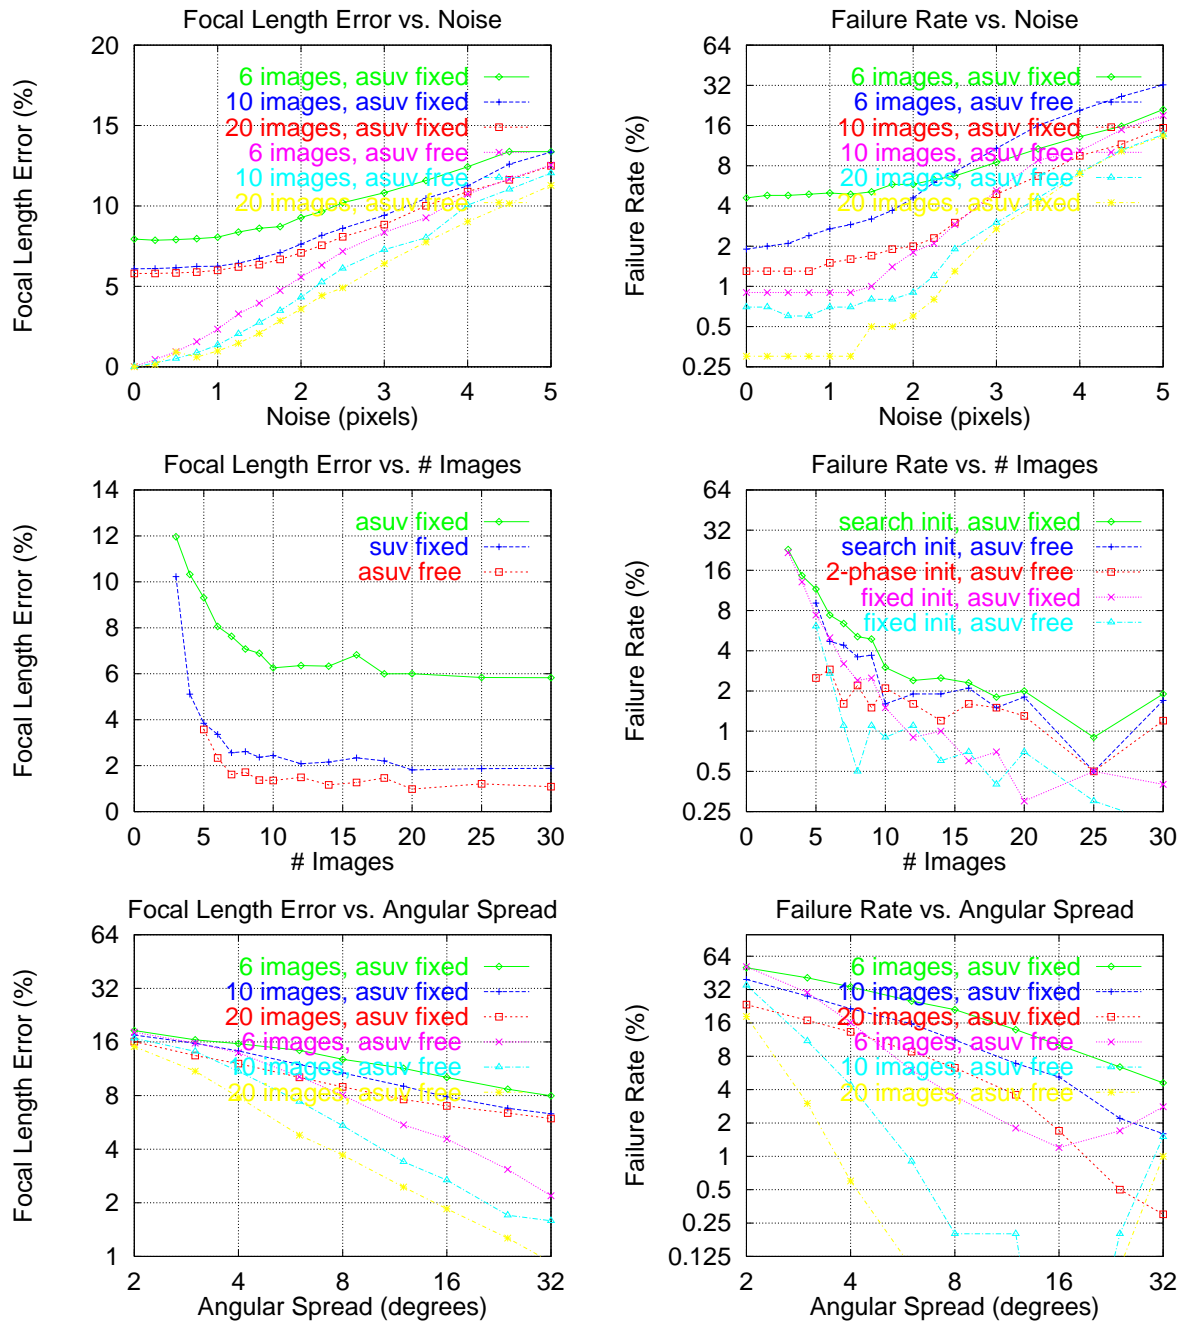 Focal Length Error vs. Noise
Focal Length Error (%)
20
15
10
5
0
6 images, asuv fixed
10 images, asuv fixed
20 images, asuv fixed
6 images, asuv free
10 images, asuv free
20 images, asuv free
0 1 2 3 4 5
Noise (pixels)
Failure Rate vs. Noise
Failure Rate (%)
64
32
16
8
4
2
1
0.5
0.25
6 images, asuv fixed
6 images, asuv free
10 images, asuv fixed
10 images, asuv free
20 images, asuv fixed
20 images, asuv free
0 1 2 3 4 5
Noise (pixels)
Focal Length Error vs. # Images
Focal Length Error (%)
14
12
10
8
6
4
2
0
asuv fixed
suv fixed
asuv free
0 5 10 15 20 25 30
# Images
Failure Rate vs. # Images
Failure Rate (%)
64
32
16
8
4
2
1
0.5
0.25
search init, asuv fixed
search init, asuv free
2-phase init, asuv free
fixed init, asuv fixed
fixed init, asuv free
0 5 10 15 20 25 30
# Images
Focal Length Error vs. Angular Spread
Focal Length Error (%)
64
32
16
8
4
2
1
6 images, asuv fixed
10 images, asuv fixed
20 images, asuv fixed
6 images, asuv free
10 images, asuv free
20 images, asuv free
2 4 8 16 32
Angular Spread (degrees)
Failure Rate vs. Angular Spread
Failure Rate (%)
64
32
16
8
4
2
1
0.5
0.25
0.125
6 images, asuv fixed
10 images, asuv fixed
20 images, asuv fixed
6 images, asuv free
10 images, asuv free
20 images, asuv free
2 4 8 16 32
Angular Spread (degrees)